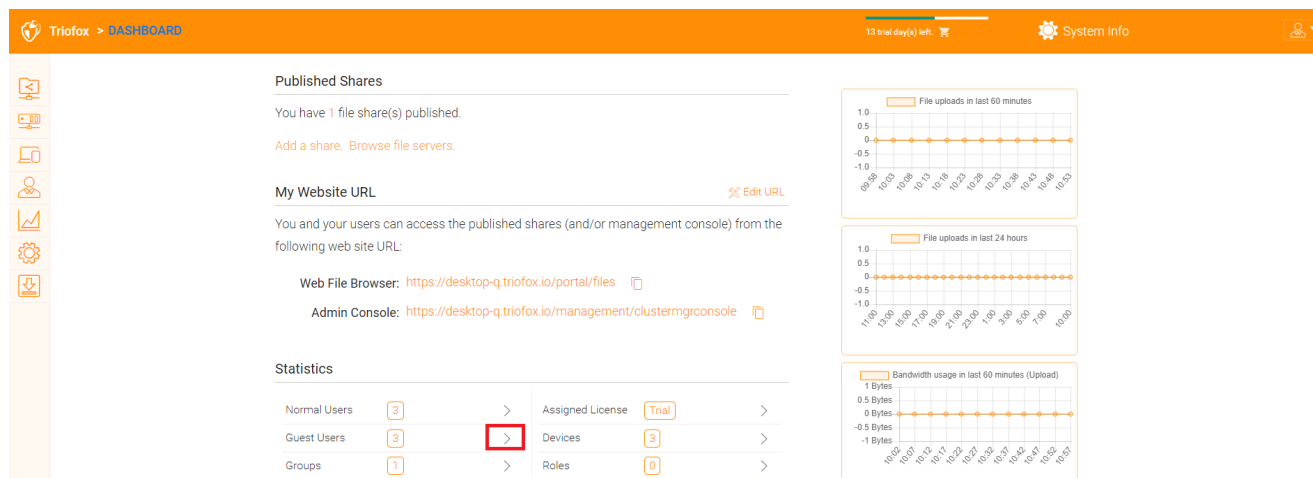 Triofox > DASHBOARD
13 trial day(s) left.
System Info
Published Shares
You have 1 file share(s) published.
Add a share. Browse file servers.
My Website URL
Edit URL
You and your users can access the published shares (and/or management console) from the
following web site URL:
Web File Browser: https://desktop-q.triofox.io/portal/files
Admin Console: https://desktop-q.triofox.io/management/clustermgrconsole
Statistics
Normal Users 3 Assigned License Trial
Guest Users 3 Devices 3
Groups 1 Roles 0
File uploads in last 60 minutes
1.0
0.5
0
-0.5
-1.0
09:58 10:03 10:08 10:13 10:18 10:23 10:28 10:33 10:38 10:43 10:48 10:53
File uploads in last 24 hours
1.0
0.5
0
-0.5
-1.0
11:00 13:00 15:00 17:00 19:00 21:00 23:00 1:00 3:00 5:00 7:00 10:00
Bandwidth usage in last 60 minutes (Upload)
1 Bytes
0.5 Bytes
0 Bytes
-0.5 Bytes
-1 Bytes
10:02 10:07 10:12 10:17 10:22 10:27 10:32 10:37 10:42 10:47 10:52 10:57